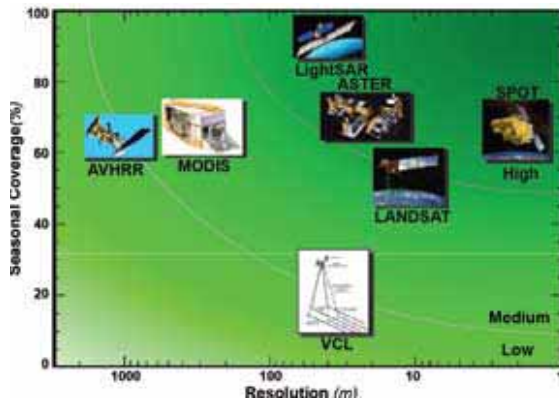 100
80
60
40
20
0
Seasonal Coverage(%)
LightSAR
ASTER
SPOT
AVHRR
MODIS
High
LANDSAT
VCL
Medium
Low
1000
100
10
1
Resolution (m)